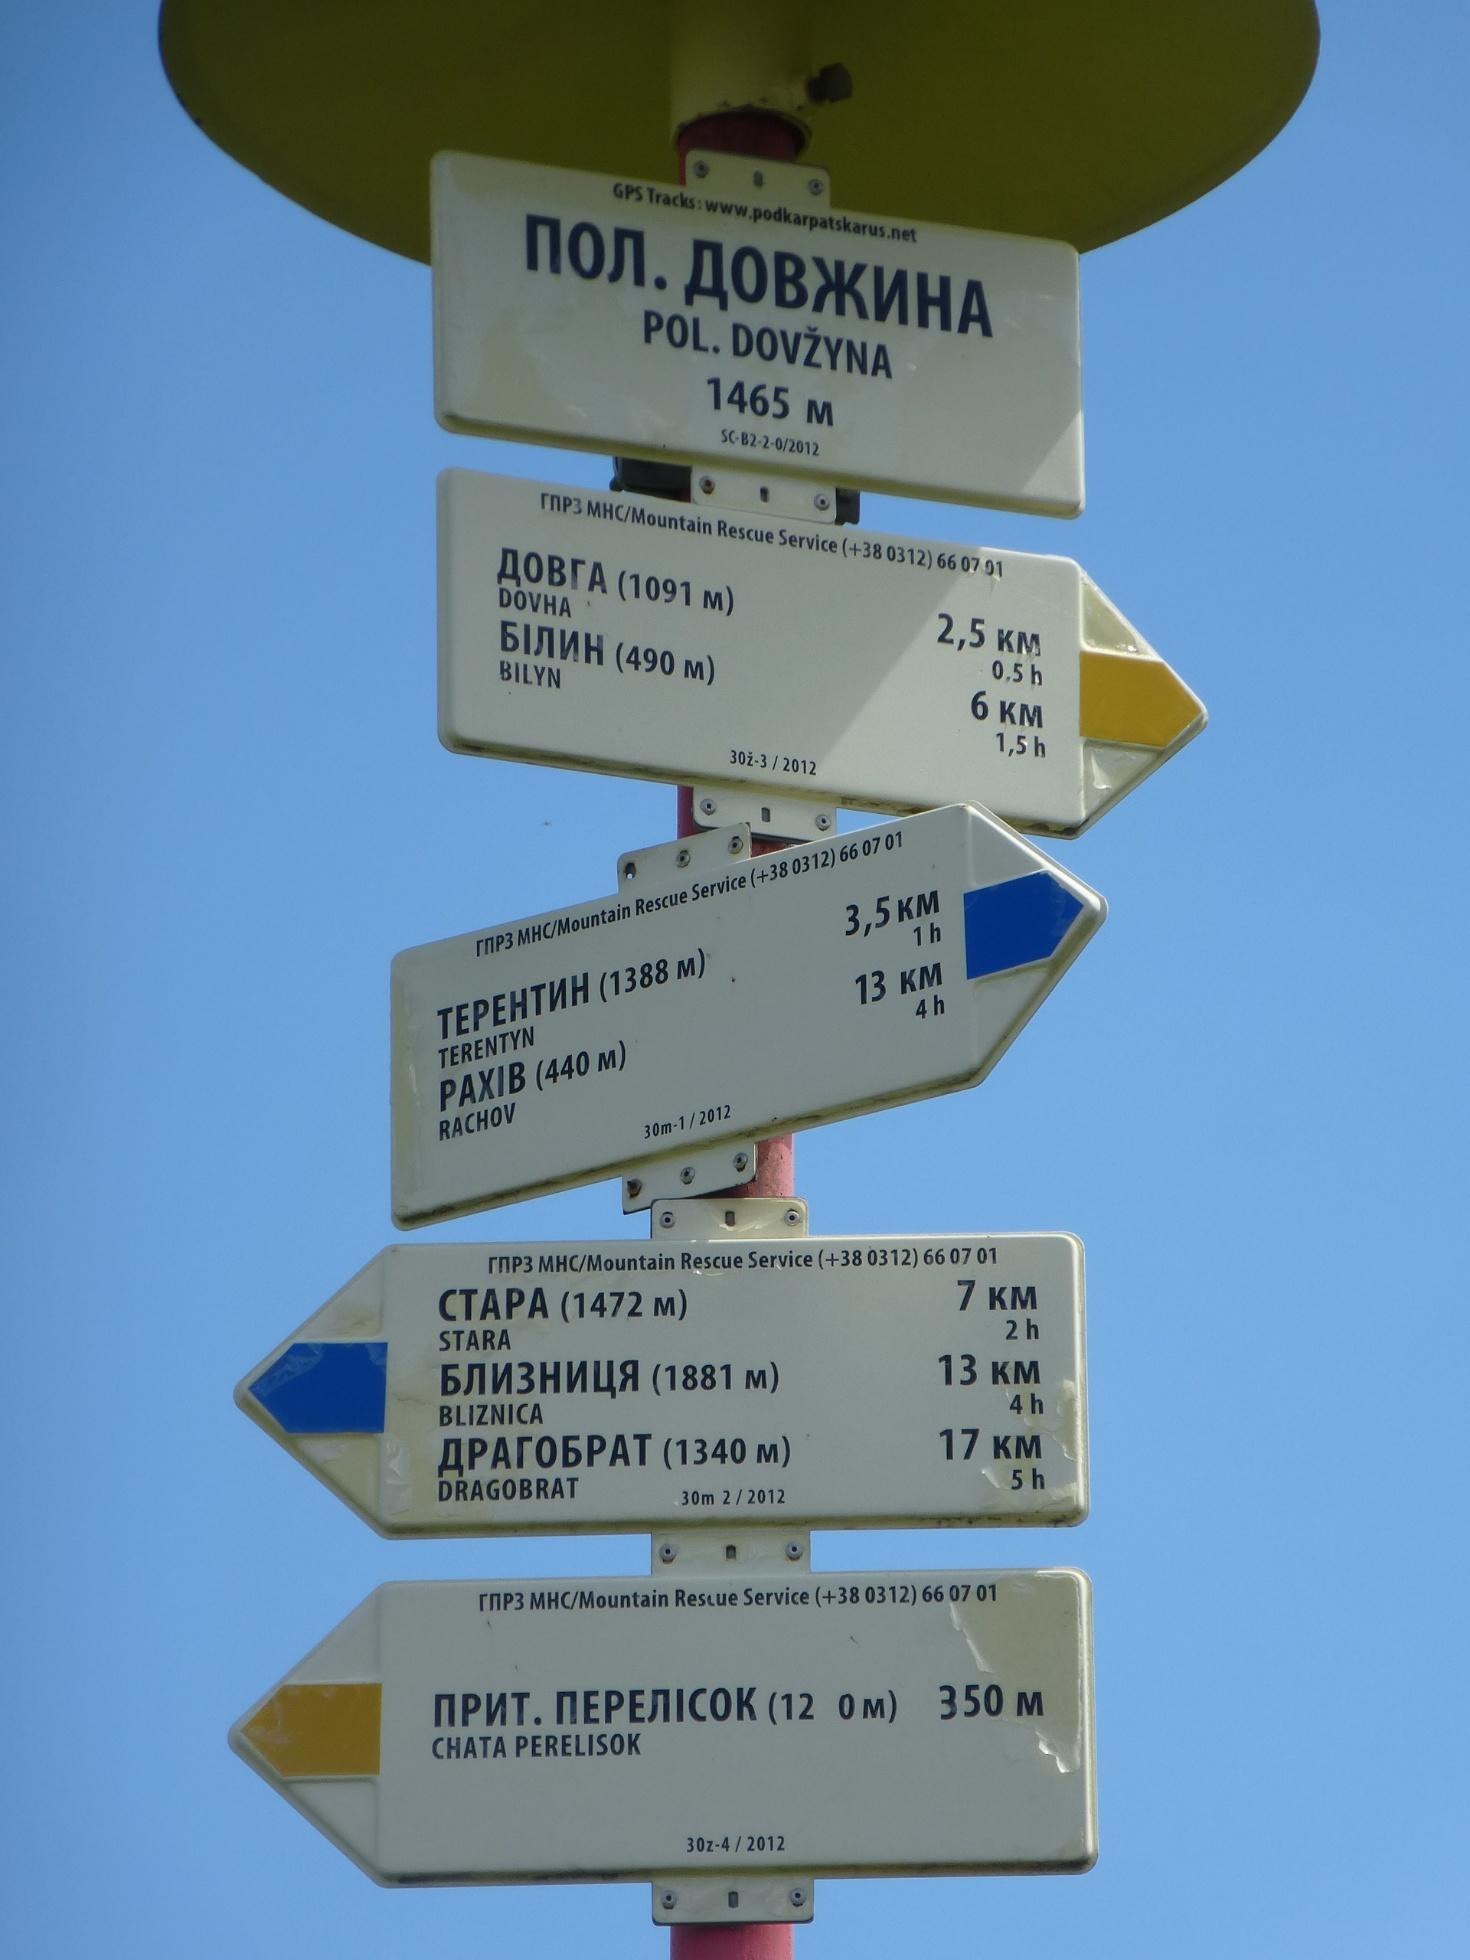 GPS Tracks: www.podkarpatskarus.net
ПОЛ. ДОВЖИНА
POL. DOVŽYNA
1465 м
SC-B2-2-0/2012
ГПРЗ МНС/Mountain Rescue Service (+38 0312) 66 07 01
ДОВГА (1091 м)
DOVHA
2,5 км
0.5 h
БІЛИН (490 м)
BILYN
6 км
1,5 h
30ž-3 / 2012
ГПРЗ МНС/Mountain Rescue Service (+38 0312) 66 07 01
ТЕРЕНТИН (1388 м)
TERENTYN
3,5 км
1 h
РАХІВ (440 м)
RACHOV
13 км
4 h
30m-1 / 2012
ГПРЗ МНС/Mountain Rescue Service (+38 0312) 66 07 01
СТАРА (1472 м) 7 км
STARA 2 h
БЛИЗНИЦЯ (1881 м) 13 км
BLIZNICA 4 h
ДРАГОБРАТ (1340 м) 17 км
DRAGOBRAT 5 h
30m 2 / 2012
ГПРЗ МНС/Mountain Rescue Service (+38 0312) 66 07 01
ПРИТ. ПЕРЕЛІСОК (12 0 м) 350 м
CHATA PERELISOK
30z-4 / 2012